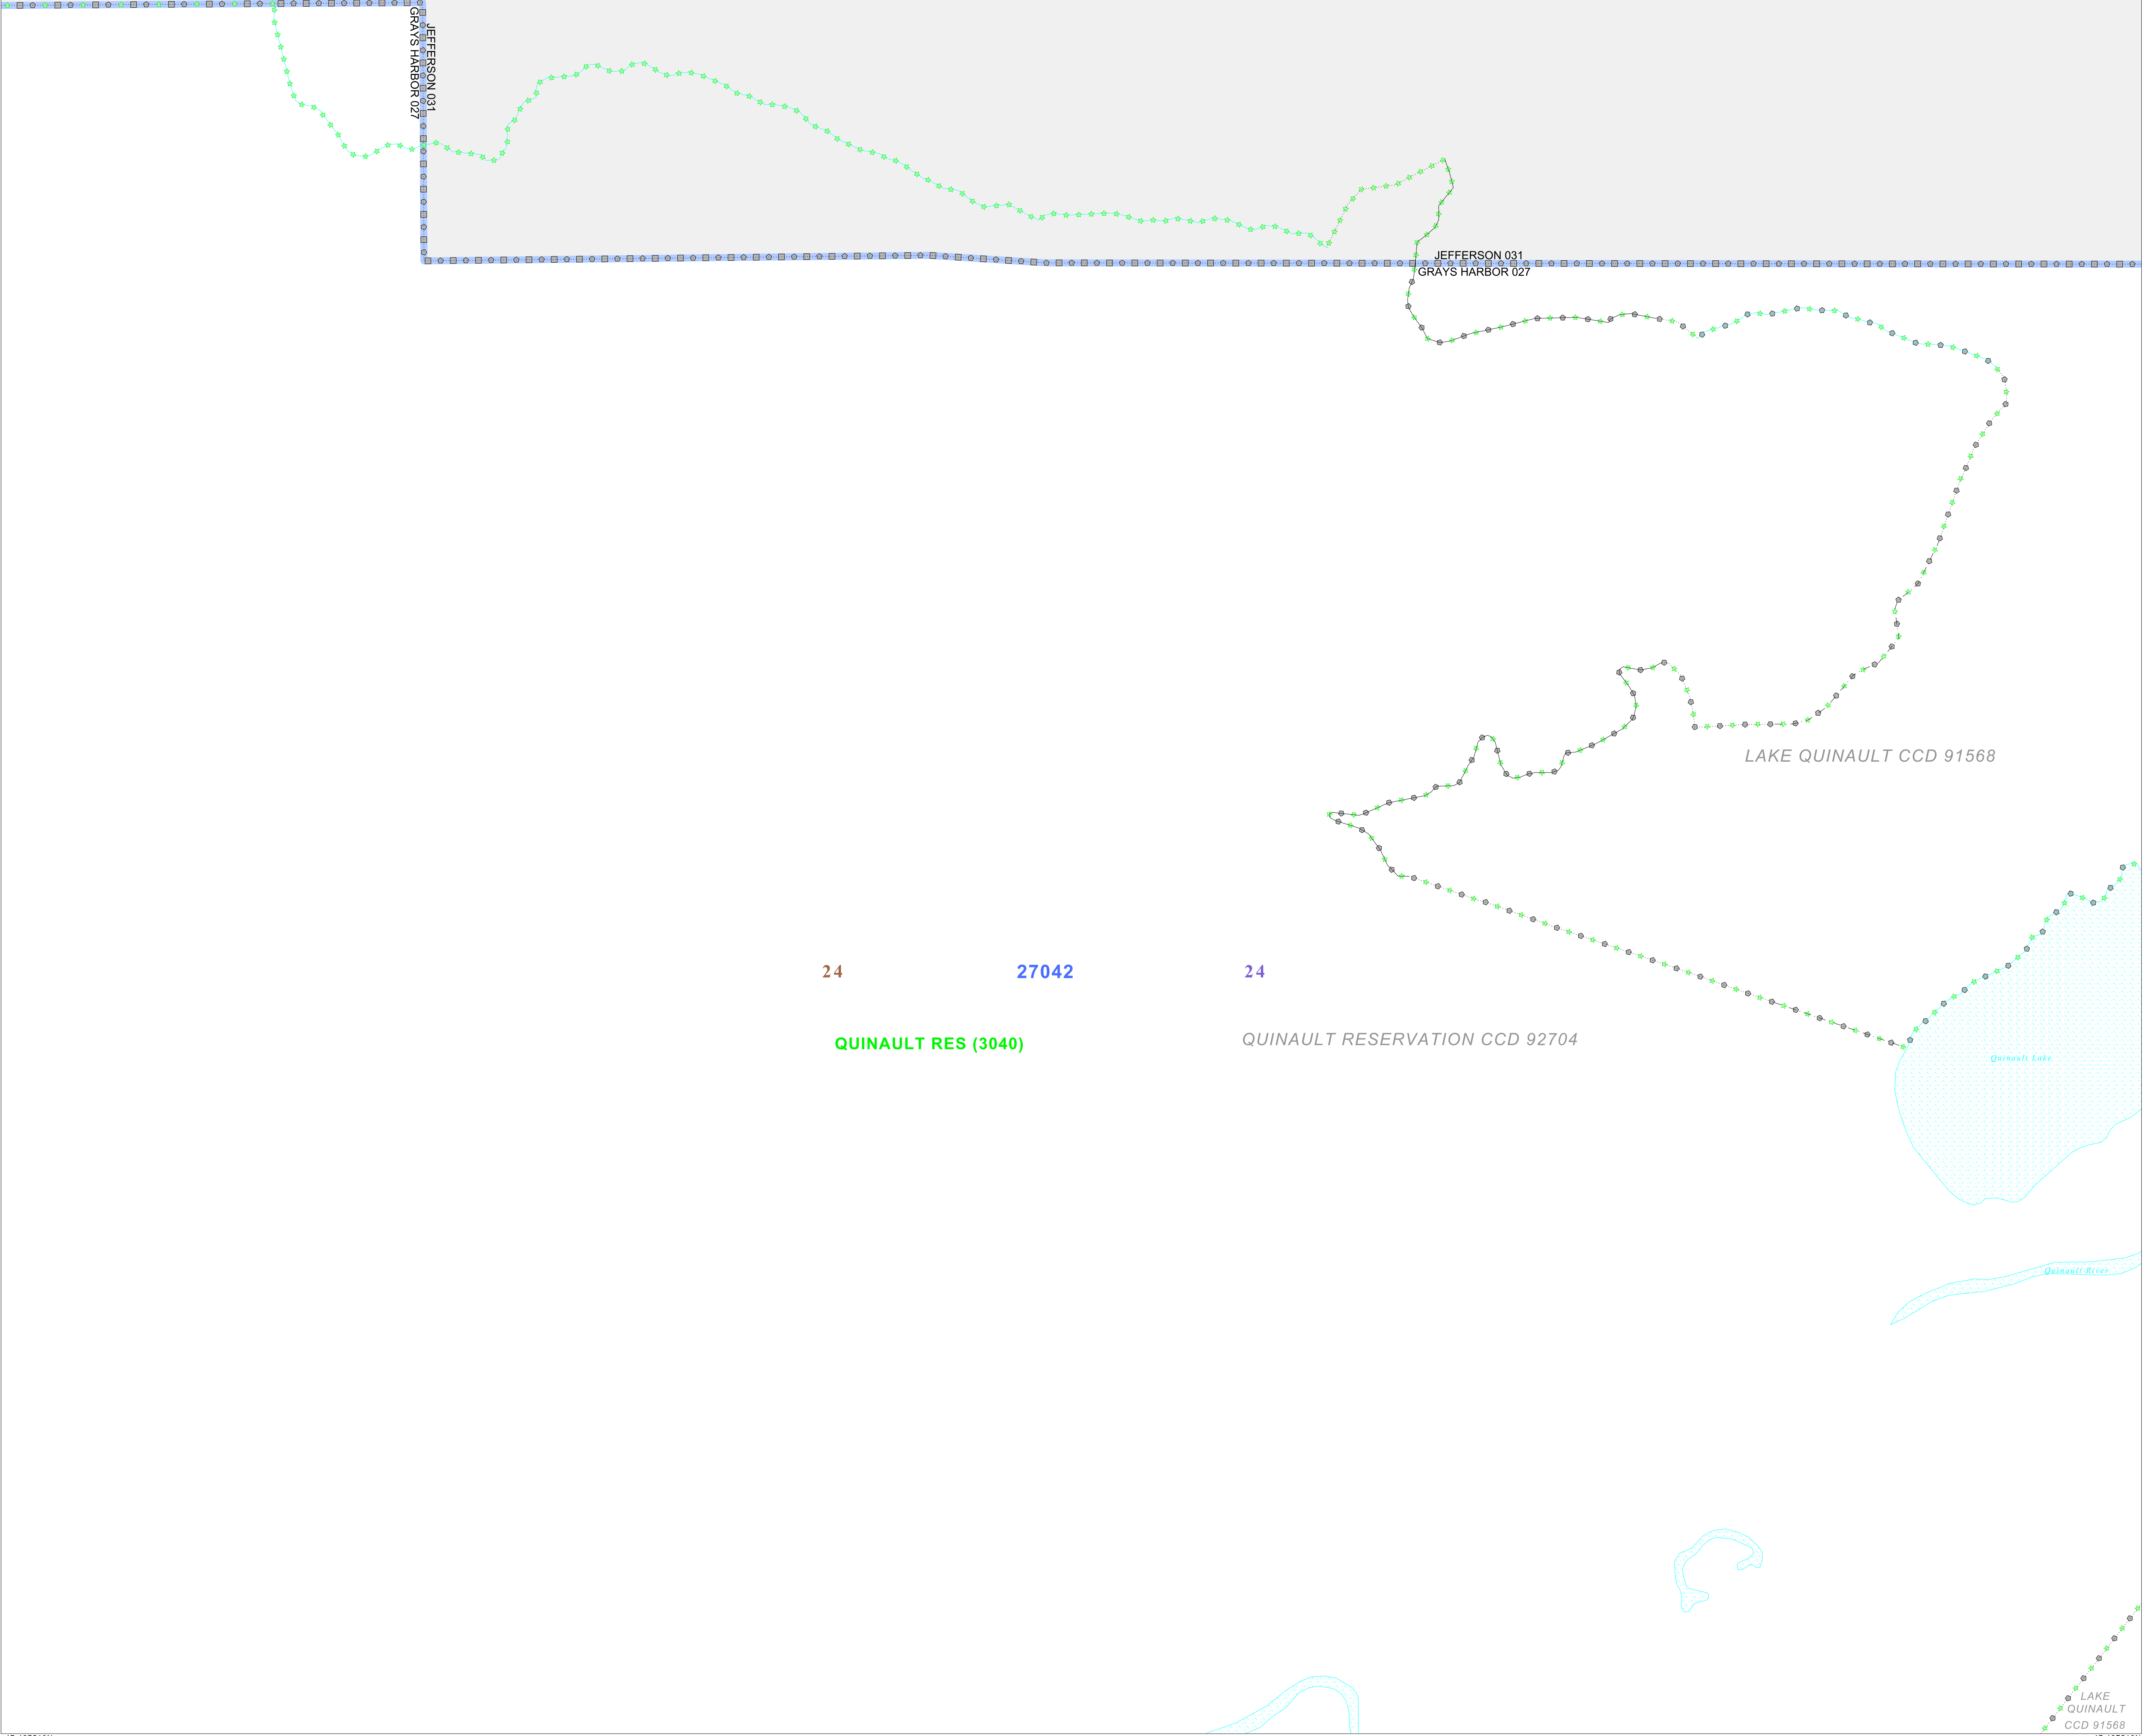 GRAYS HARBOR 027
JEFFERSON 031
JEFFERSON 031
GRAYS HARBOR 027
LAKE QUINAULT CCD 91568
24
27042
24
QUINAULT RES (3040)
QUINAULT RESERVATION CCD 92704
Quinault Lake
Quinault River
LAKE
QUINAULT
CCD 91568